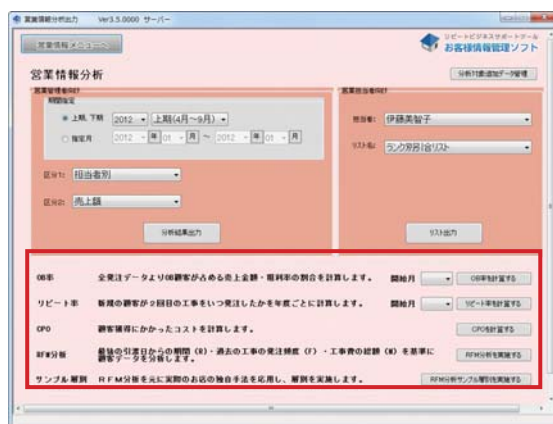 営業情報分析出力 Ver3.5.0000 サーバー
営業情報メニューへ
リピートビジネスサポートツール
お客様情報管理ソフト
営業情報分析
分析対象追加データ管理
営業管理者向け
期間指定
上期、下期 2012 上期(4月～9月)
指定月 2012 年 01 月 ～ 2012 年 01 月
区分1: 担当者別
区分2: 売上額
分析結果出力
営業担当者向け
担当者: 伊藤美智子
リスト名: ランク別割合リスト
リスト出力
OB率 全発注データよりOB顧客が占める売上金額・粗利率の割合を計算します。 開始月 OB率を計算する
リピート率 新規の顧客が2回目の工事をいつ発注したかを年度ごとに計算します。 開始月 リピート率を計算する
CPO 顧客獲得にかかったコストを計算します。 CPOを計算する
RFM分析 最後の引渡日からの期間(R)・過去の工事の発注頻度(F)・工事費の総額(M)を基準に
顧客データを分析します。 RFM分析を実施する
サンプル層別 RFM分析を元に実際のお店の独自手法を応用し、層別を実施します。 RFM分析サンプル層別を実施する